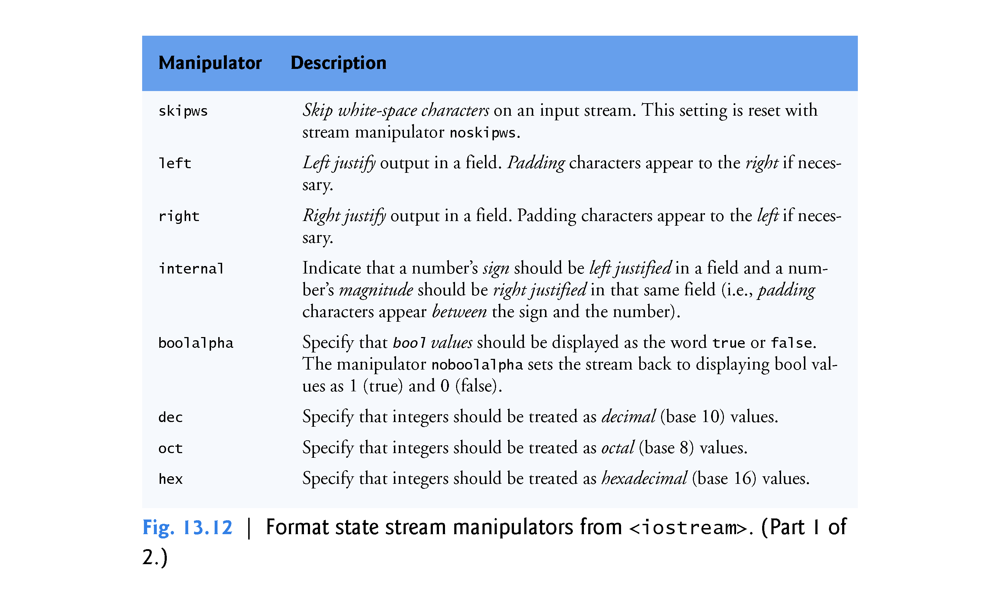 Manipulator Description
skipws Skip white-space characters on an input stream. This setting is reset with
stream manipulator noskipws.
left Left justify output in a field. Padding characters appear to the right if neces-
sary.
right Right justify output in a field. Padding characters appear to the left if neces-
sary.
internal Indicate that a number’s sign should be left justified in a field and a num-
ber’s magnitude should be right justified in that same field (i.e., padding
characters appear between the sign and the number).
boolalpha Specify that bool values should be displayed as the word true or false.
The manipulator noboolalpha sets the stream back to displaying bool val-
ues as 1 (true) and 0 (false).
dec Specify that integers should be treated as decimal (base 10) values.
oct Specify that integers should be treated as octal (base 8) values.
hex Specify that integers should be treated as hexadecimal (base 16) values.
Fig. 13.12 | Format state stream manipulators from <iostream>. (Part 1 of
2.)